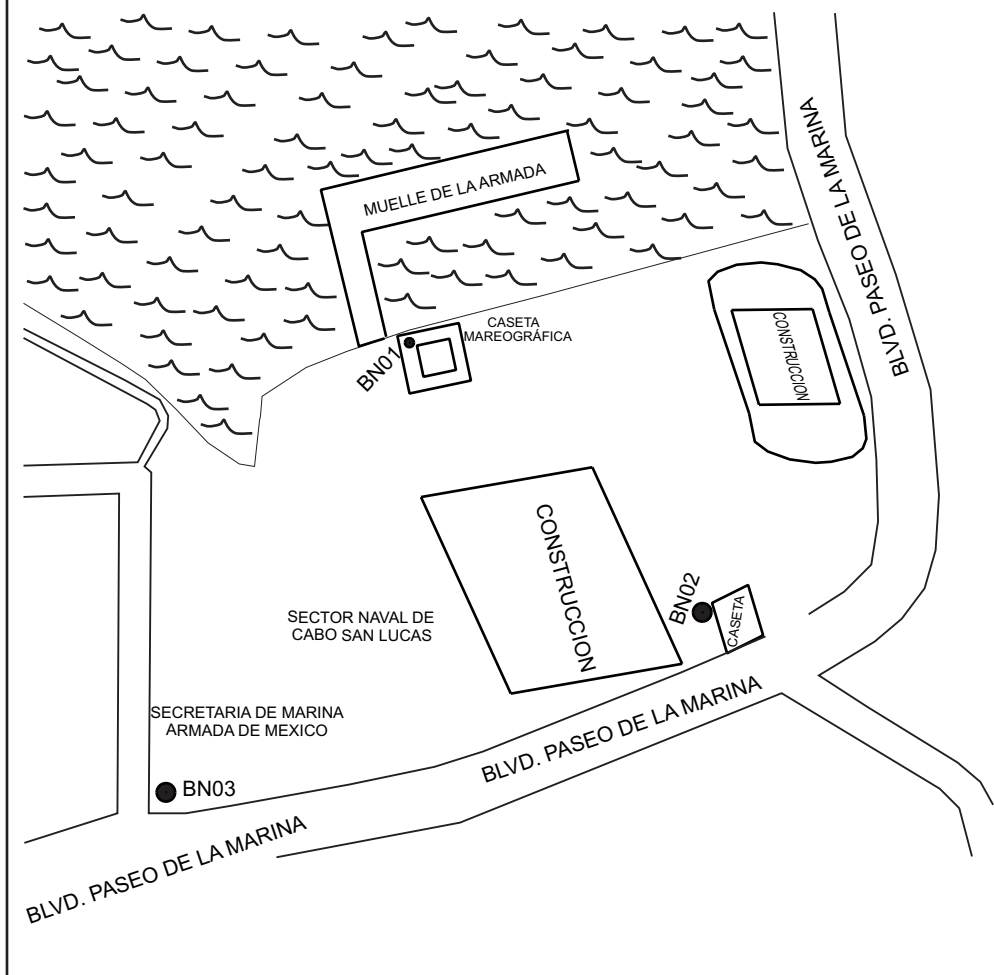 BLVD. PASEO DE LA MARINA
MUELLE DE LA ARMADA
CASETA
MAREOGRÁFICA
BN01
CONSTRUCCION
CONSTRUCCION
BN02
CASETA
SECTOR NAVAL DE
CABO SAN LUCAS
SECRETARIA DE MARINA
ARMADA DE MEXICO
BLVD. PASEO DE LA MARINA
BN03
BLVD. PASEO DE LA MARINA